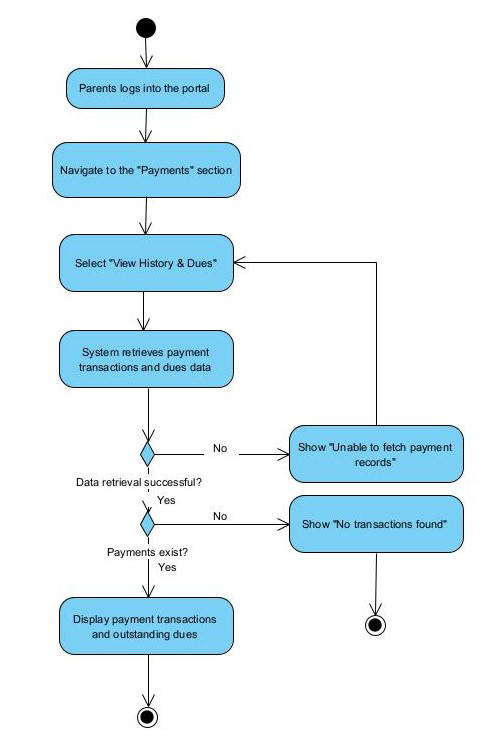 Parents logs into the portal
Navigate to the "Payments" section
Select "View History & Dues"
System retrieves payment
transactions and dues data
No
Show "Unable to fetch payment
records"
Data retrieval successful?
Yes
No
Show "No transactions found"
Payments exist?
Yes
Display payment transactions
and outstanding dues